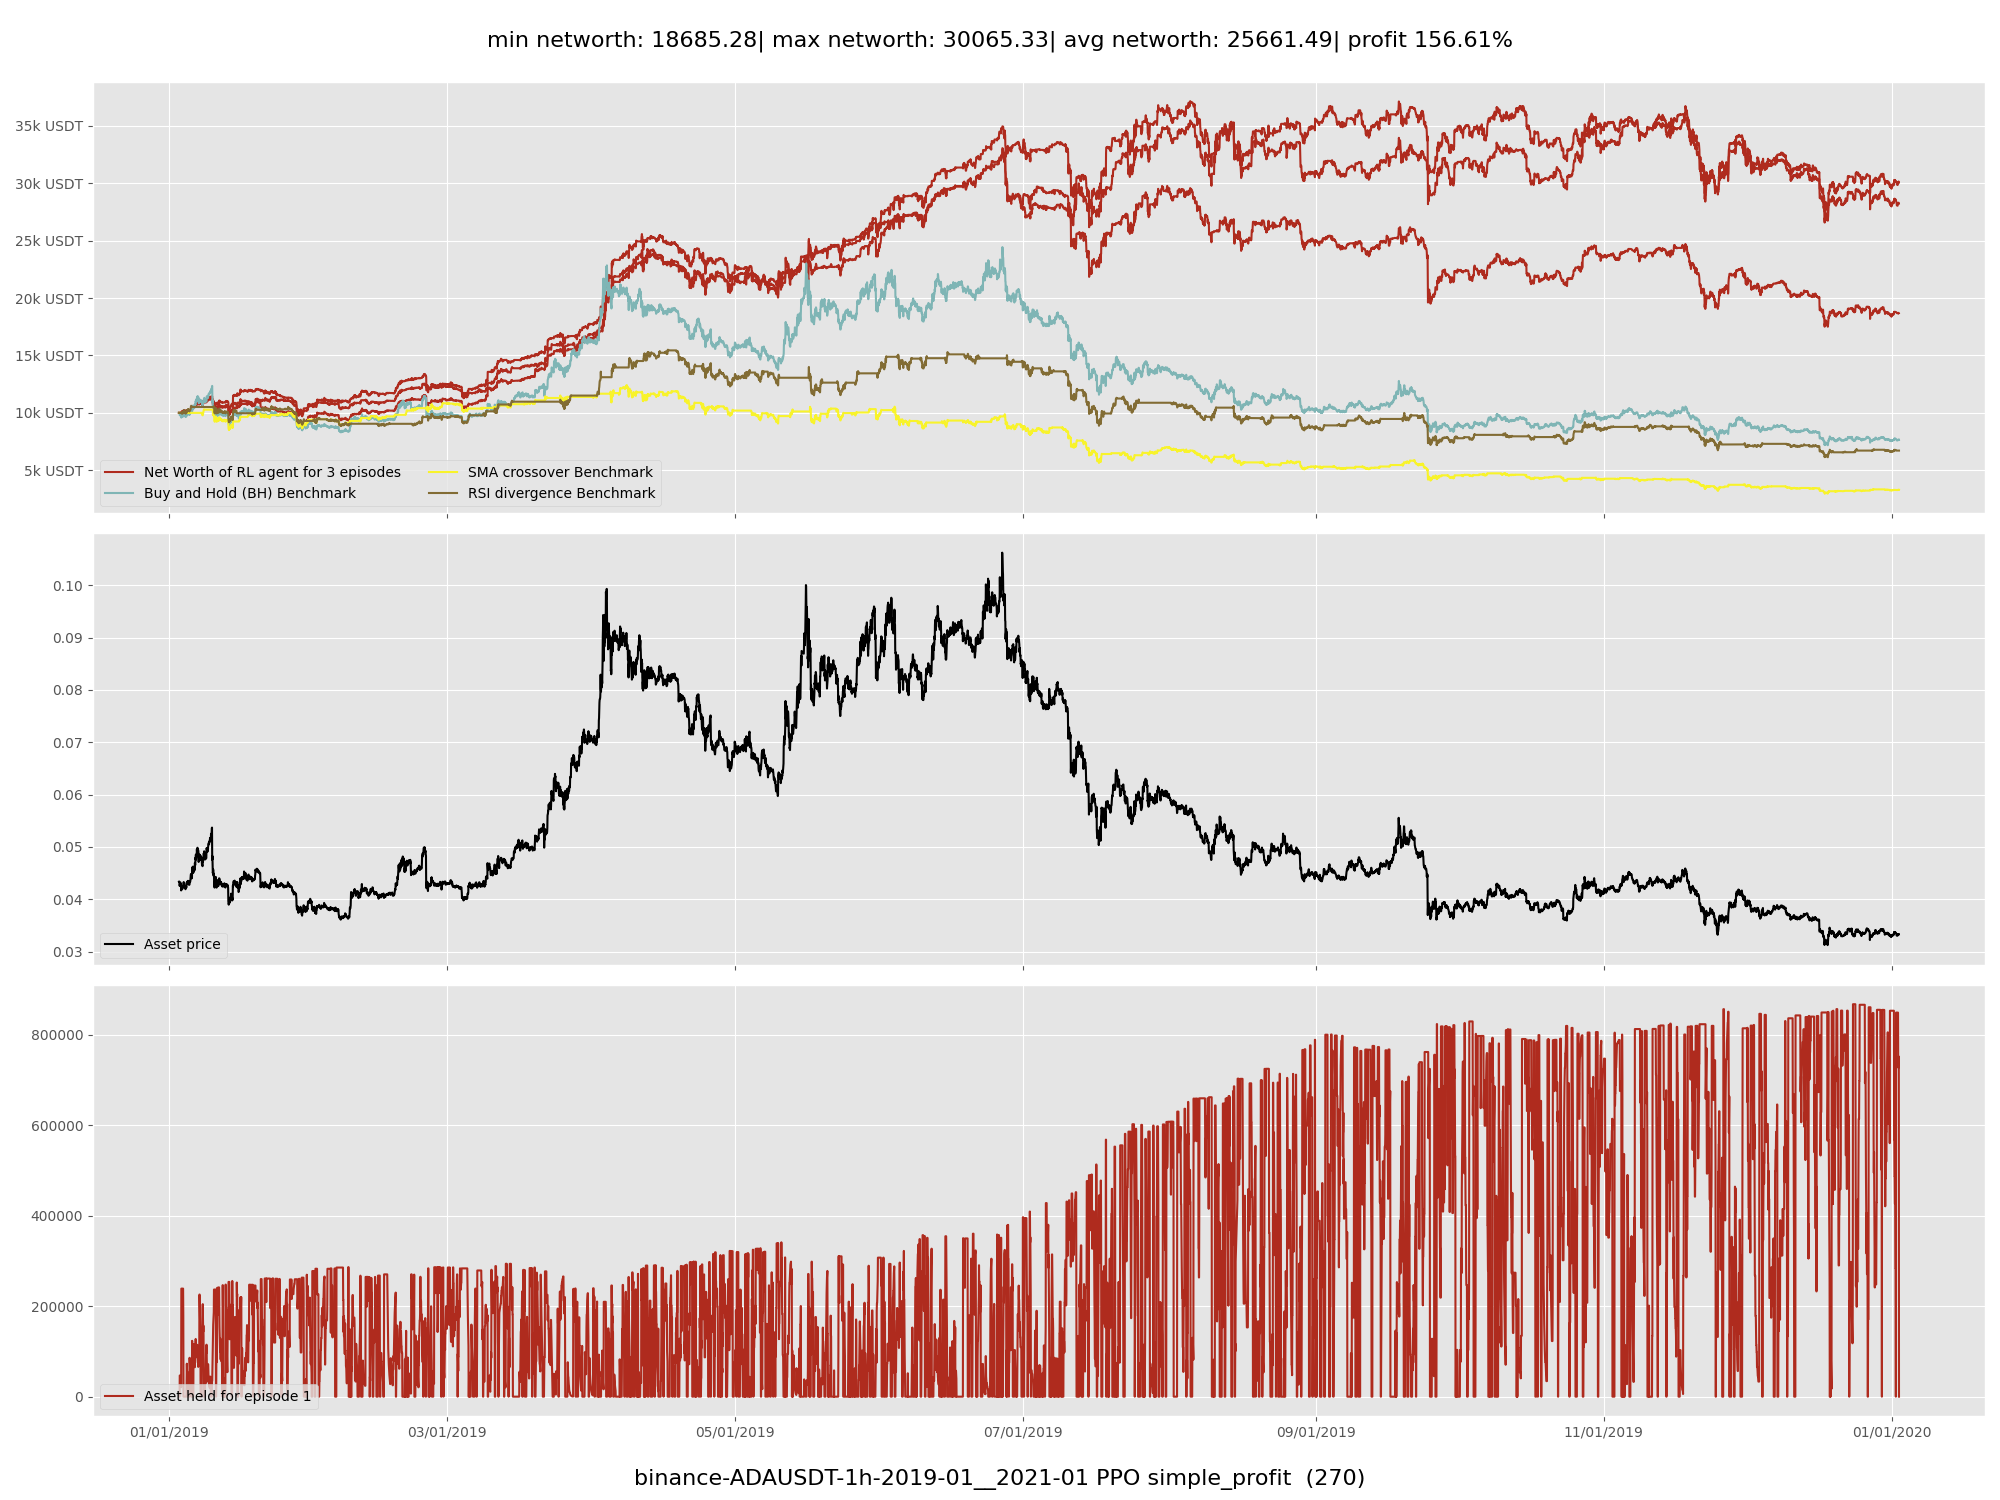 min networth: 18685.28| max networth: 30065.33| avg networth: 25661.49| profit 156.61%
35k USDT
30k USDT
25k USDT
20k USDT
15k USDT
10k USDT
5k USDT
Net Worth of RL agent for 3 episodes
Buy and Hold (BH) Benchmark
SMA crossover Benchmark
RSI divergence Benchmark
0.10
0.09
0.08
0.07
0.06
0.05
0.04
0.03
Asset price
800000
600000
400000
200000
0
Asset held for episode 1
01/01/2019
03/01/2019
05/01/2019
07/01/2019
09/01/2019
11/01/2019
01/01/2020
binance-ADAUSDT-1h-2019-01__2021-01 PPO simple_profit (270)